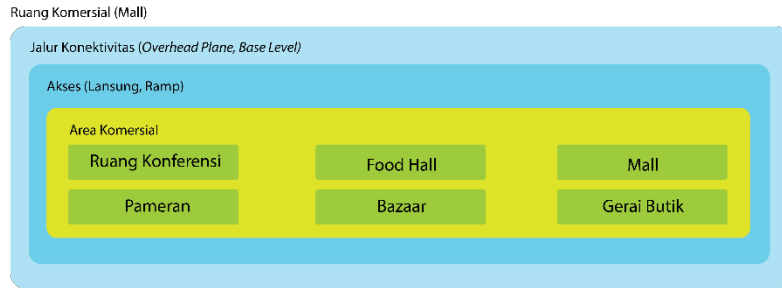 Ruang Komersial (Mall)
Jalur Konektivitas (Overhead Plane, Base Level)
Akses (Lansung, Ramp)
Area Komersial
Ruang Konferensi
Food Hall
Mall
Pameran
Bazaar
Gerai Butik